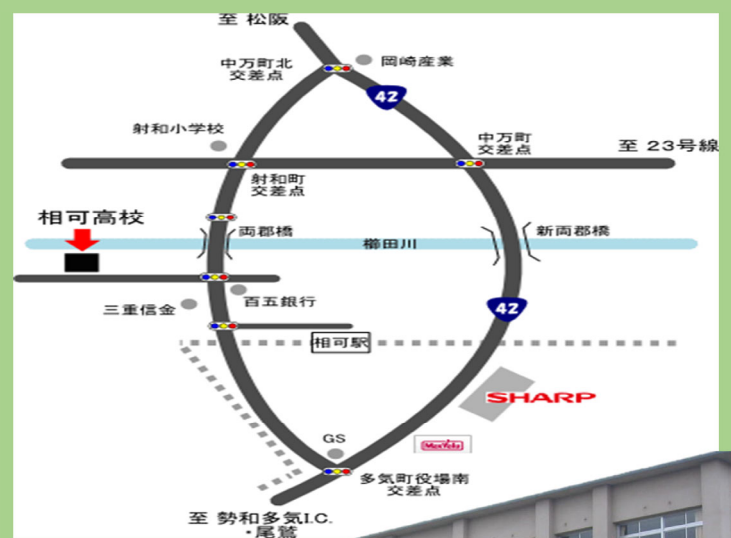 至 松阪
中万町北
交差点
岡崎産業
42
射和小学校
中万町
交差点
至 23号線
射和町
交差点
相可高校
両郡橋
櫛田川
新両郡橋
三重信金
百五銀行
42
相可駅
SHARP
GS
MaxValu
多気町役場南
交差点
至 勢和多気I.C.
・尾鷲